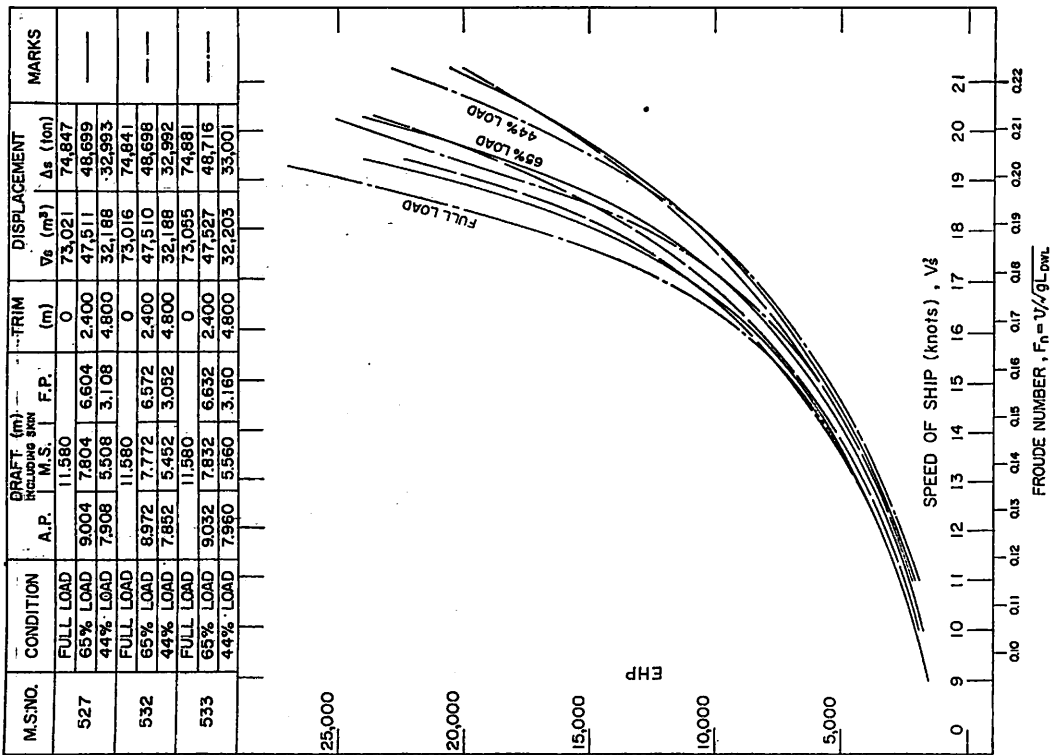 M.S.NO. CONDITION DRAFT (m) INCLUDING SKIN TRIM DISPLACEMENT MARKS
A.P. M.S. F.P. (m) ∇s (m³) Δs (ton)
527 FULL LOAD 11.580 0 73,021 74,847
65% LOAD 9.004 7.804 6.604 2.400 47,511 48,699
44% LOAD 7.908 5.508 3.108 4.800 32,188 32,993
532 FULL LOAD 11.580 0 73,016 74,841
65% LOAD 8.972 7.772 6.572 2.400 47,510 48,698
44% LOAD 7.852 5.452 3.052 4.800 32,188 32,992
533 FULL LOAD 11.580 0 73,055 74,881
65% LOAD 9.032 7.832 6.632 2.400 47,527 48,716
44% LOAD 7.960 5.560 3.160 4.800 32,203 33,001
25,000
20,000
15,000
10,000
5,000
0
EHP
FULL LOAD
65% LOAD
44% LOAD
9 10 11 12 13 14 15 16 17 18 19 20 21
SPEED OF SHIP (knots), Vs
0.10 0.11 0.12 0.13 0.14 0.15 0.16 0.17 0.18 0.19 0.20 0.21 0.22
FROUDE NUMBER, Fn = υ/√gLDWL